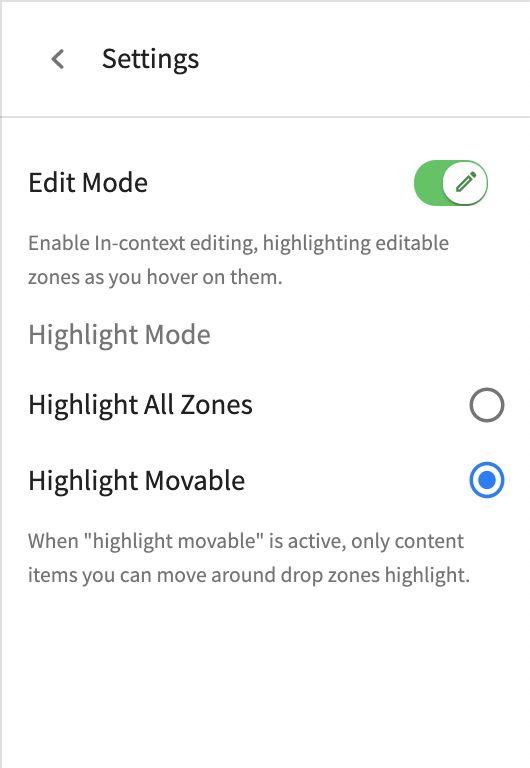 Settings
Edit Mode
Enable In-context editing, highlighting editable
zones as you hover on them.
Highlight Mode
Highlight All Zones
Highlight Movable
When "highlight movable" is active, only content
items you can move around drop zones highlight.